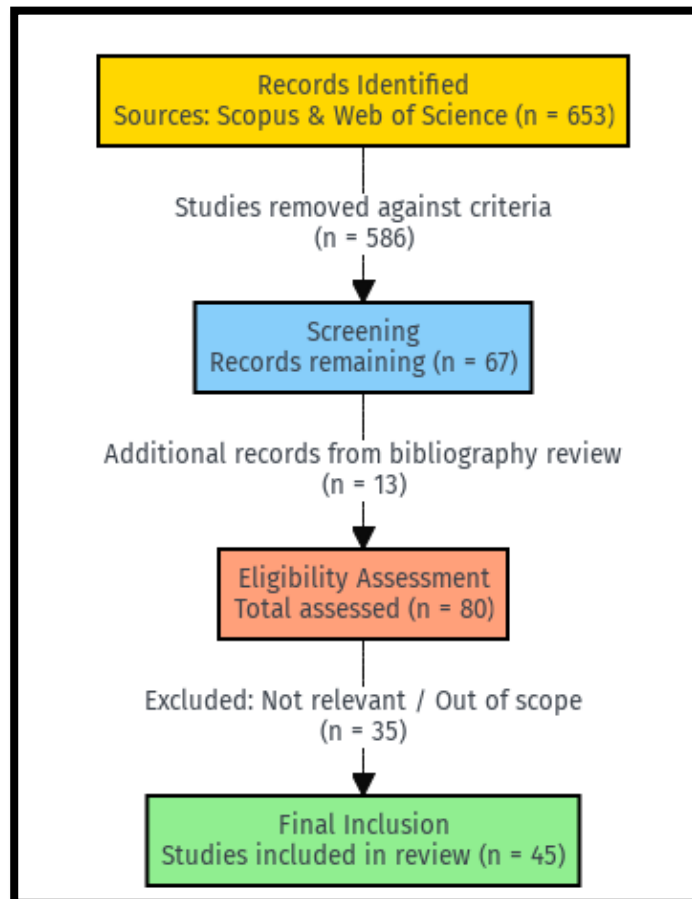 Records Identified
Sources: Scopus & Web of Science (n = 653)
Studies removed against criteria
(n = 586)
Screening
Records remaining (n = 67)
Additional records from bibliography review
(n = 13)
Eligibility Assessment
Total assessed (n = 80)
Excluded: Not relevant / Out of scope
(n = 35)
Final Inclusion
Studies included in review (n = 45)